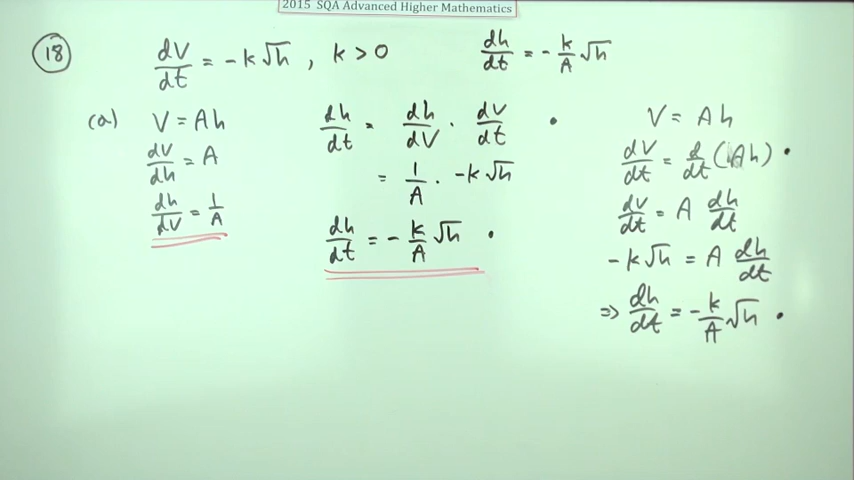 2015 SQA Advanced Higher Mathematics
18
dV/dt = -k√h , k > 0
dh/dt = -k/A √h
(a) V = Ah
dV/dh = A
dh/dV = 1/A
dh/dt = dh/dV · dV/dt •
= 1/A · -k√h
dh/dt = -k/A √h •
V = Ah
dV/dt = d/dt (Ah) •
dV/dt = A dh/dt
-k√h = A dh/dt
⇒ dh/dt = -k/A √h •